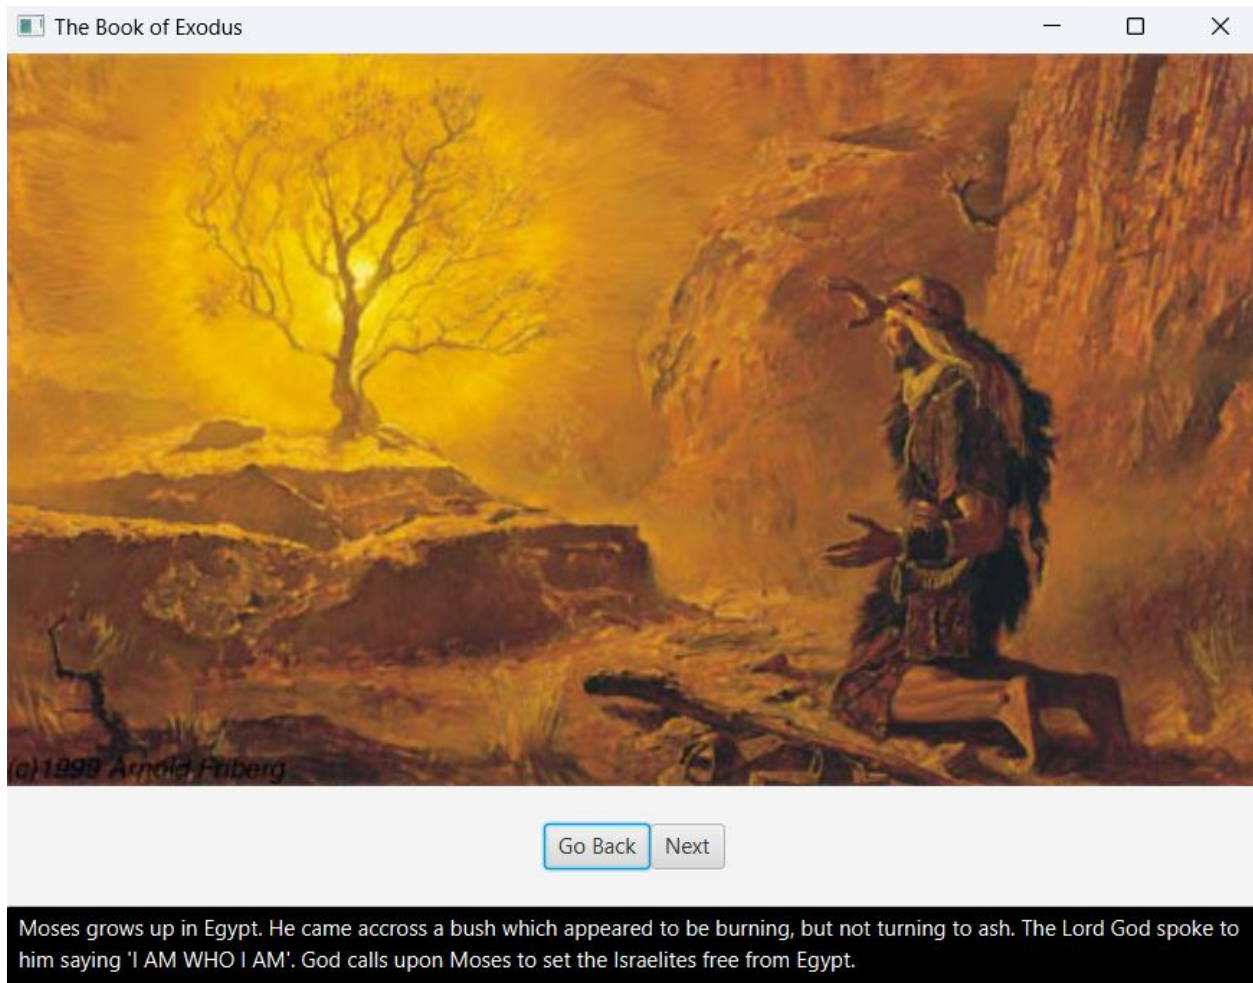 The Book of Exodus
(c)1999 Arnold Friberg
Go Back Next
Moses grows up in Egypt. He came accross a bush which appeared to be burning, but not turning to ash. The Lord God spoke to
him saying 'I AM WHO I AM'. God calls upon Moses to set the Israelites free from Egypt.